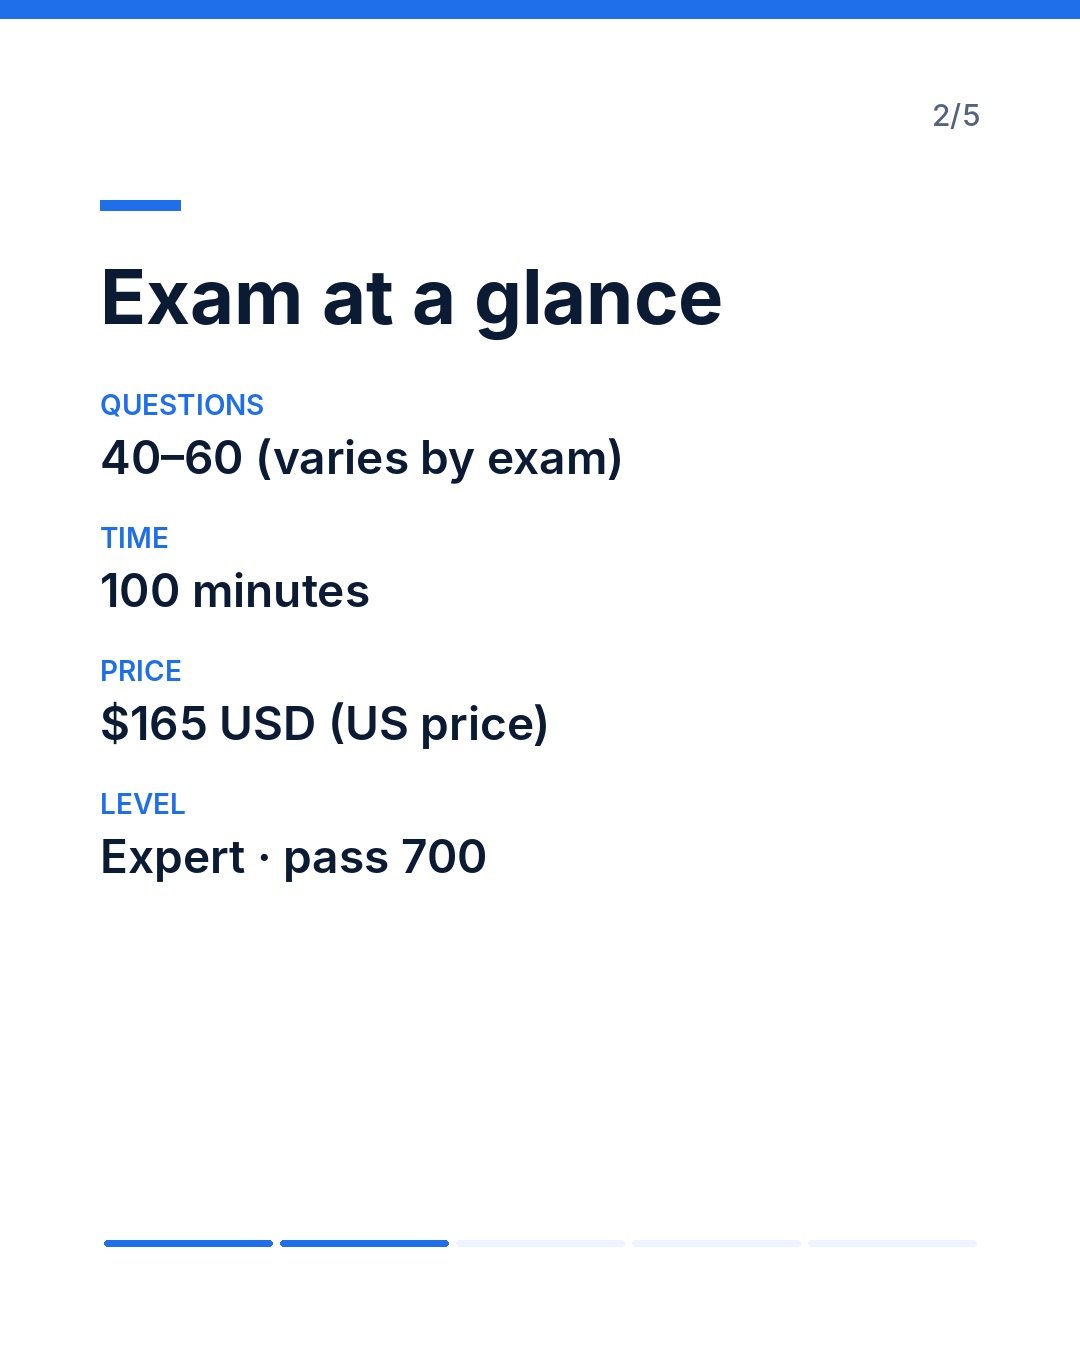 2/5
Exam at a glance
QUESTIONS
40–60 (varies by exam)
TIME
100 minutes
PRICE
$165 USD (US price)
LEVEL
Expert · pass 700